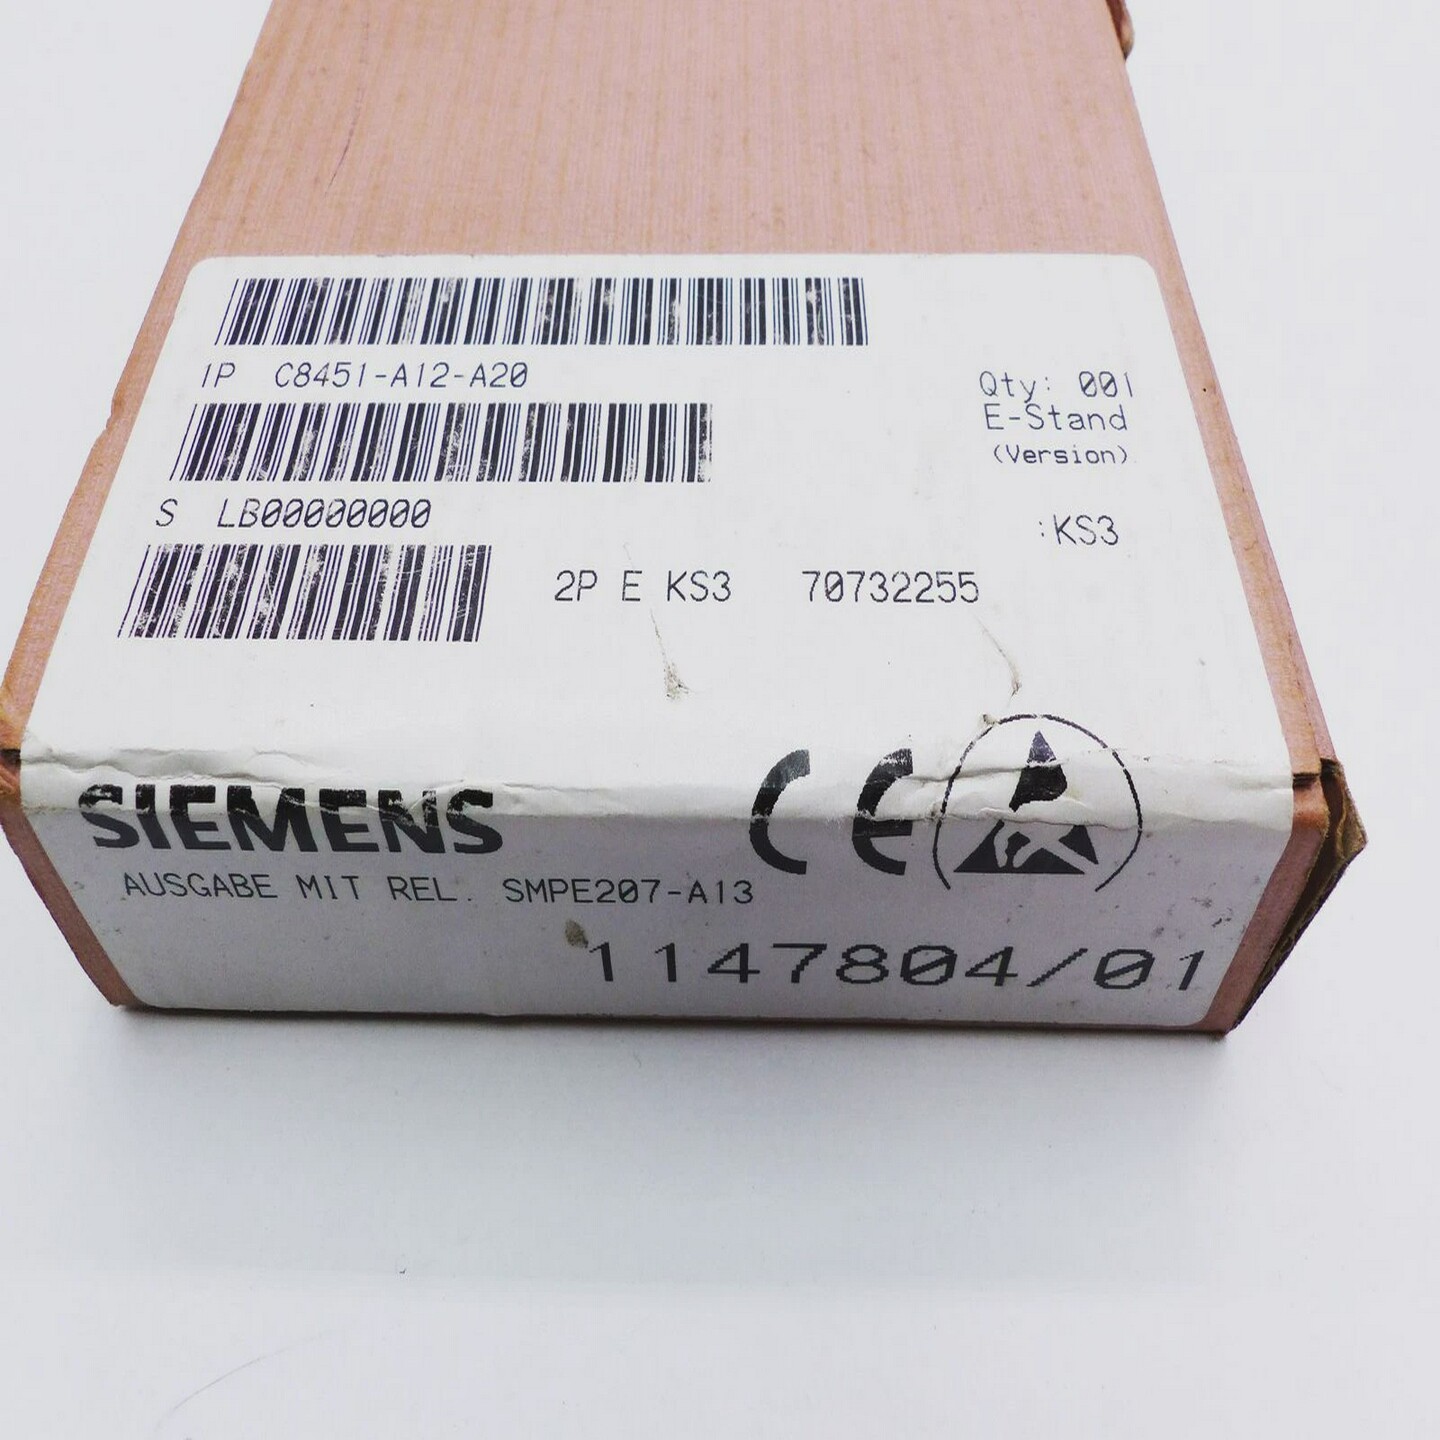 1P C8451-A12-A20
Qty: 001
E-Stand
(Version)
S LB00000000
:KS3
2P E KS3 70732255
SIEMENS
CE
AUSGABE MIT REL. SMPE207-A13
1147804/01